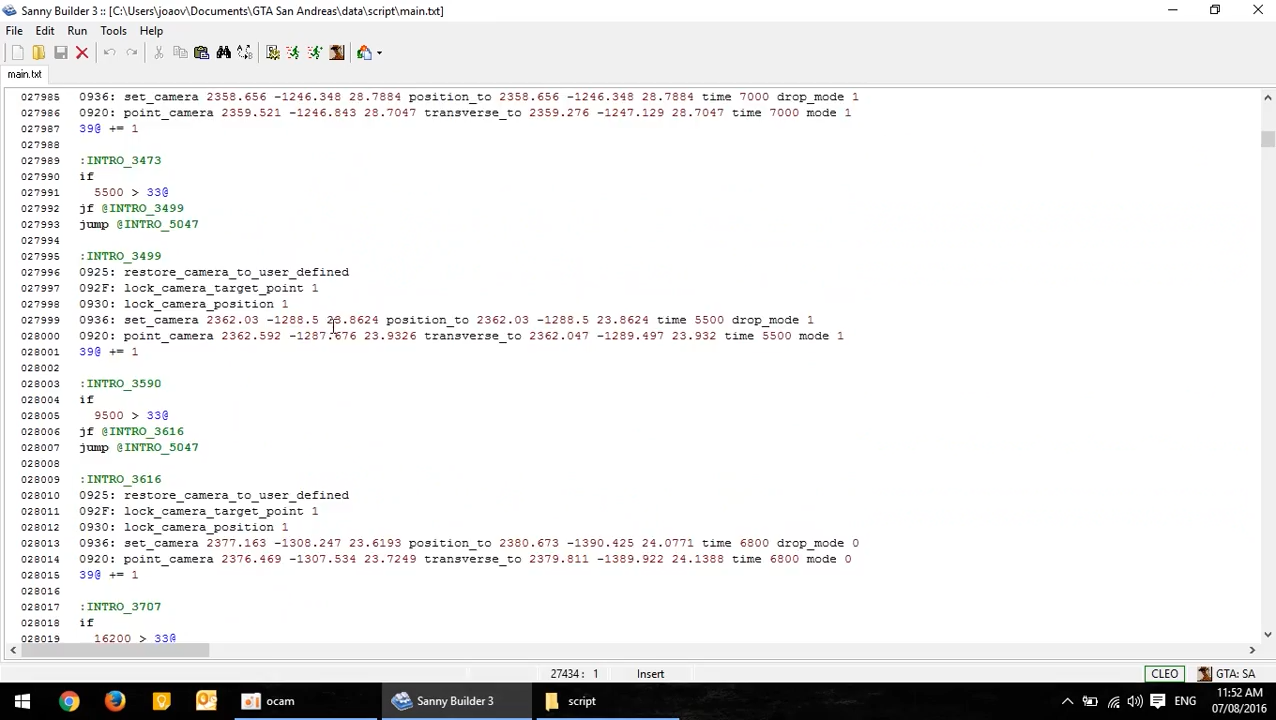 Sanny Builder 3 :: [C:\Users\joaov\Documents\GTA San Andreas\data\script\main.txt]
File Edit Run Tools Help
main.txt
027985 0936: set_camera 2358.656 -1246.348 28.7884 position_to 2358.656 -1246.348 28.7884 time 7000 drop_mode 1
027986 0920: point_camera 2359.521 -1246.843 28.7047 transverse_to 2359.276 -1247.129 28.7047 time 7000 mode 1
027987 39@ += 1
027988
027989 :INTRO_3473
027990 if
027991 5500 > 33@
027992 jf @INTRO_3499
027993 jump @INTRO_5047
027994
027995 :INTRO_3499
027996 0925: restore_camera_to_user_defined
027997 092F: lock_camera_target_point 1
027998 0930: lock_camera_position 1
027999 0936: set_camera 2362.03 -1288.5 23.8624 position_to 2362.03 -1288.5 23.8624 time 5500 drop_mode 1
028000 0920: point_camera 2362.592 -1287.676 23.9326 transverse_to 2362.047 -1289.497 23.932 time 5500 mode 1
028001 39@ += 1
028002
028003 :INTRO_3590
028004 if
028005 9500 > 33@
028006 jf @INTRO_3616
028007 jump @INTRO_5047
028008
028009 :INTRO_3616
028010 0925: restore_camera_to_user_defined
028011 092F: lock_camera_target_point 1
028012 0930: lock_camera_position 1
028013 0936: set_camera 2377.163 -1308.247 23.6193 position_to 2380.673 -1390.425 24.0771 time 6800 drop_mode 0
028014 0920: point_camera 2376.469 -1307.534 23.7249 transverse_to 2379.811 -1389.922 24.1388 time 6800 mode 0
028015 39@ += 1
028016
028017 :INTRO_3707
028018 if
028019 16200 > 33@
27434: 1 Insert CLEO GTA: SA
ocam Sanny Builder 3 script ENG 11:52 AM
07/08/2016